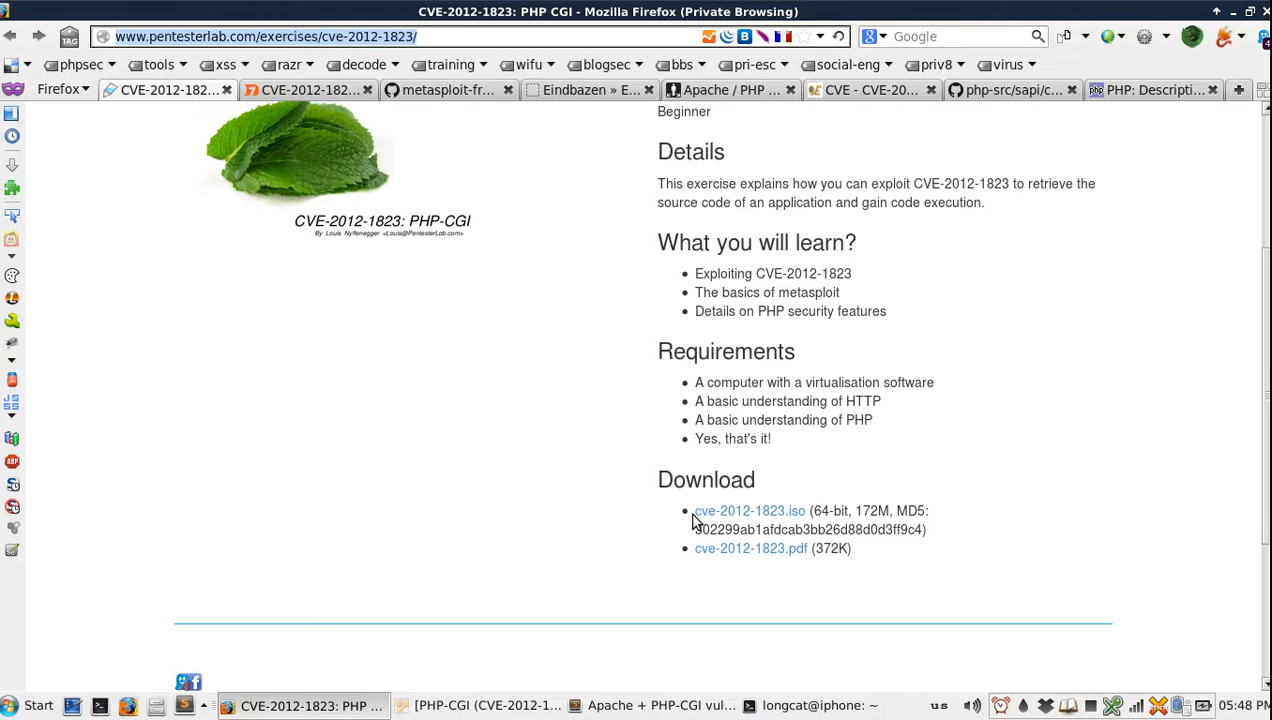 CVE-2012-1823: PHP CGI - Mozilla Firefox (Private Browsing)
www.pentesterlab.com/exercises/cve-2012-1823/
Google
phpsec
tools
xss
razr
decode
training
wifu
blogsec
bbs
pri-esc
social-eng
priv8
virus
Firefox
CVE-2012-182...
CVE-2012-182...
metasploit-fr...
Eindbazen » E...
Apache / PHP ...
CVE - CVE-20...
php-src/sapi/c...
PHP: Descripti...
Beginner
Details
This exercise explains how you can exploit CVE-2012-1823 to retrieve the
source code of an application and gain code execution.
CVE-2012-1823: PHP-CGI
By Louis Nyffenegger <Louis@PentesterLab.com>
What you will learn?
Exploiting CVE-2012-1823
The basics of metasploit
Details on PHP security features
Requirements
A computer with a virtualisation software
A basic understanding of HTTP
A basic understanding of PHP
Yes, that's it!
Download
cve-2012-1823.iso (64-bit, 172M, MD5:
302299ab1afdcab3bb26d88d0d3ff9c4)
cve-2012-1823.pdf (372K)
Start
CVE-2012-1823: PHP ...
[PHP-CGI (CVE-2012-1...
Apache + PHP-CGI vul...
longcat@iphone: ~
us
05:48 PM